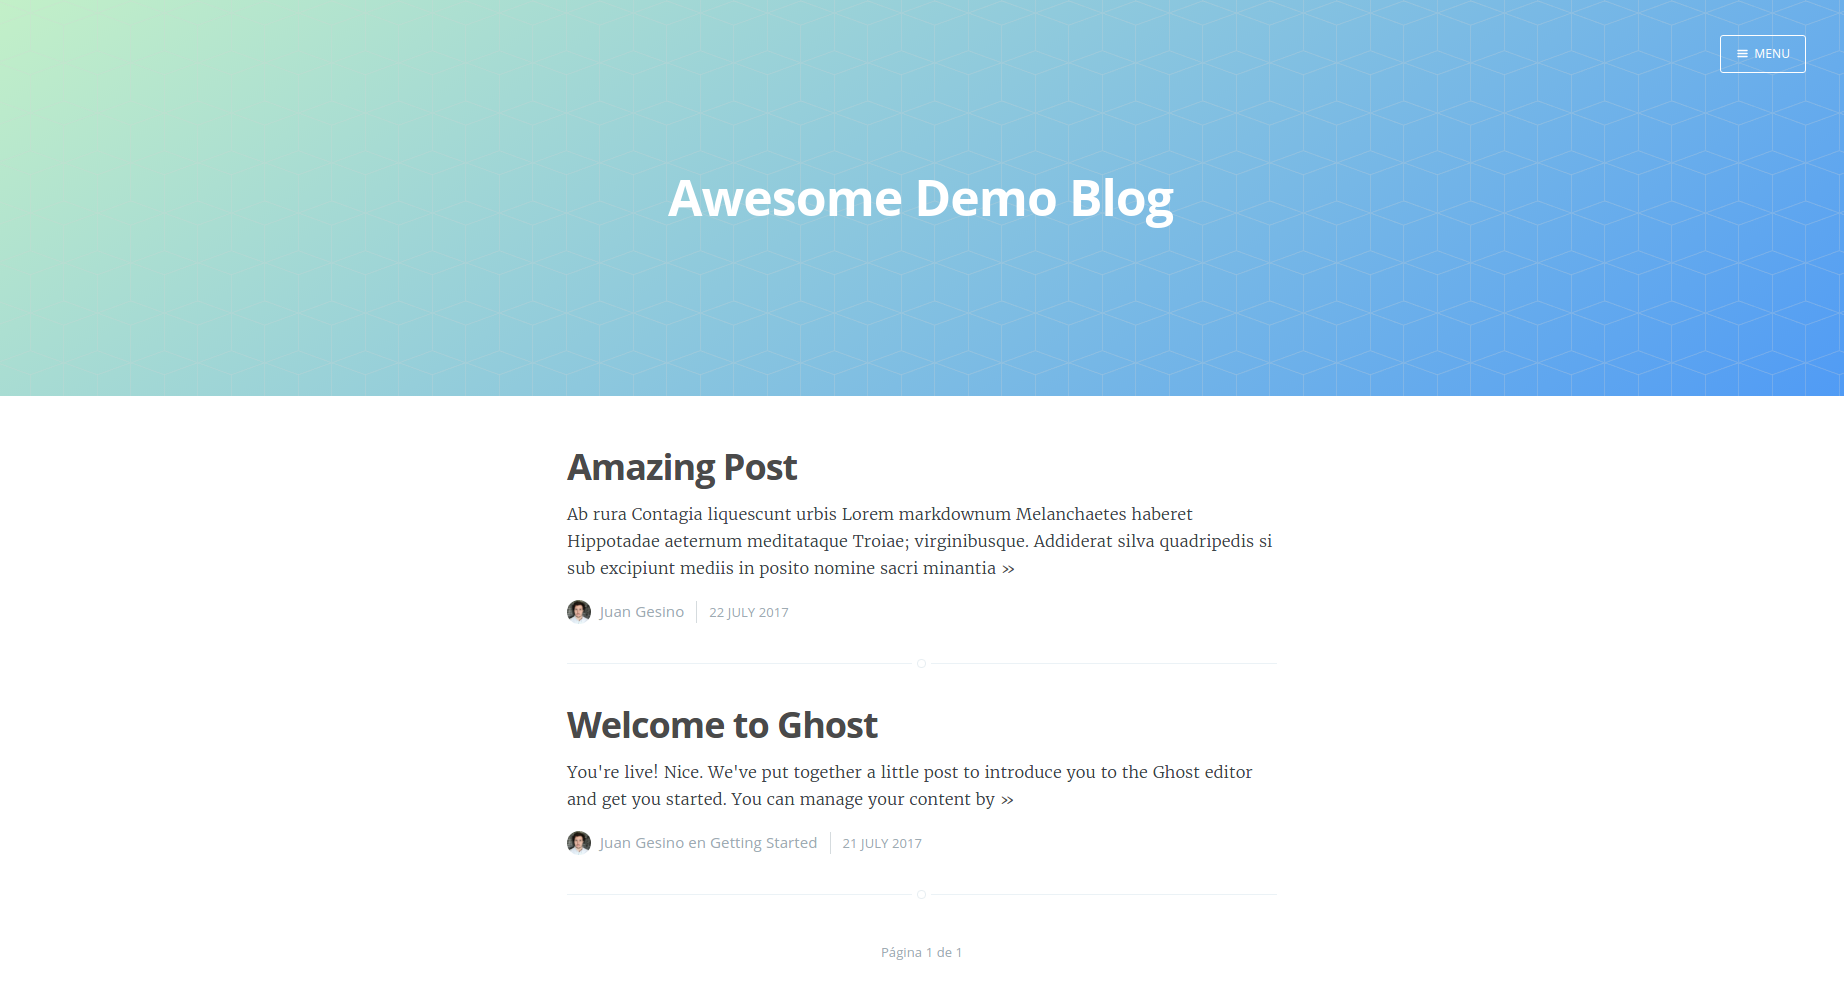 MENU
Awesome Demo Blog
Amazing Post
Ab rura Contagia liquescunt urbis Lorem markdownum Melanchaetes haberet
Hippotadae aeternum meditataque Troiae; virginibusque. Addiderat silva quadripedis si
sub excipiunt mediis in posito nomine sacri minantia »
Juan Gesino 22 JULY 2017
Welcome to Ghost
You're live! Nice. We've put together a little post to introduce you to the Ghost editor
and get you started. You can manage your content by »
Juan Gesino en Getting Started 21 JULY 2017
Página 1 de 1